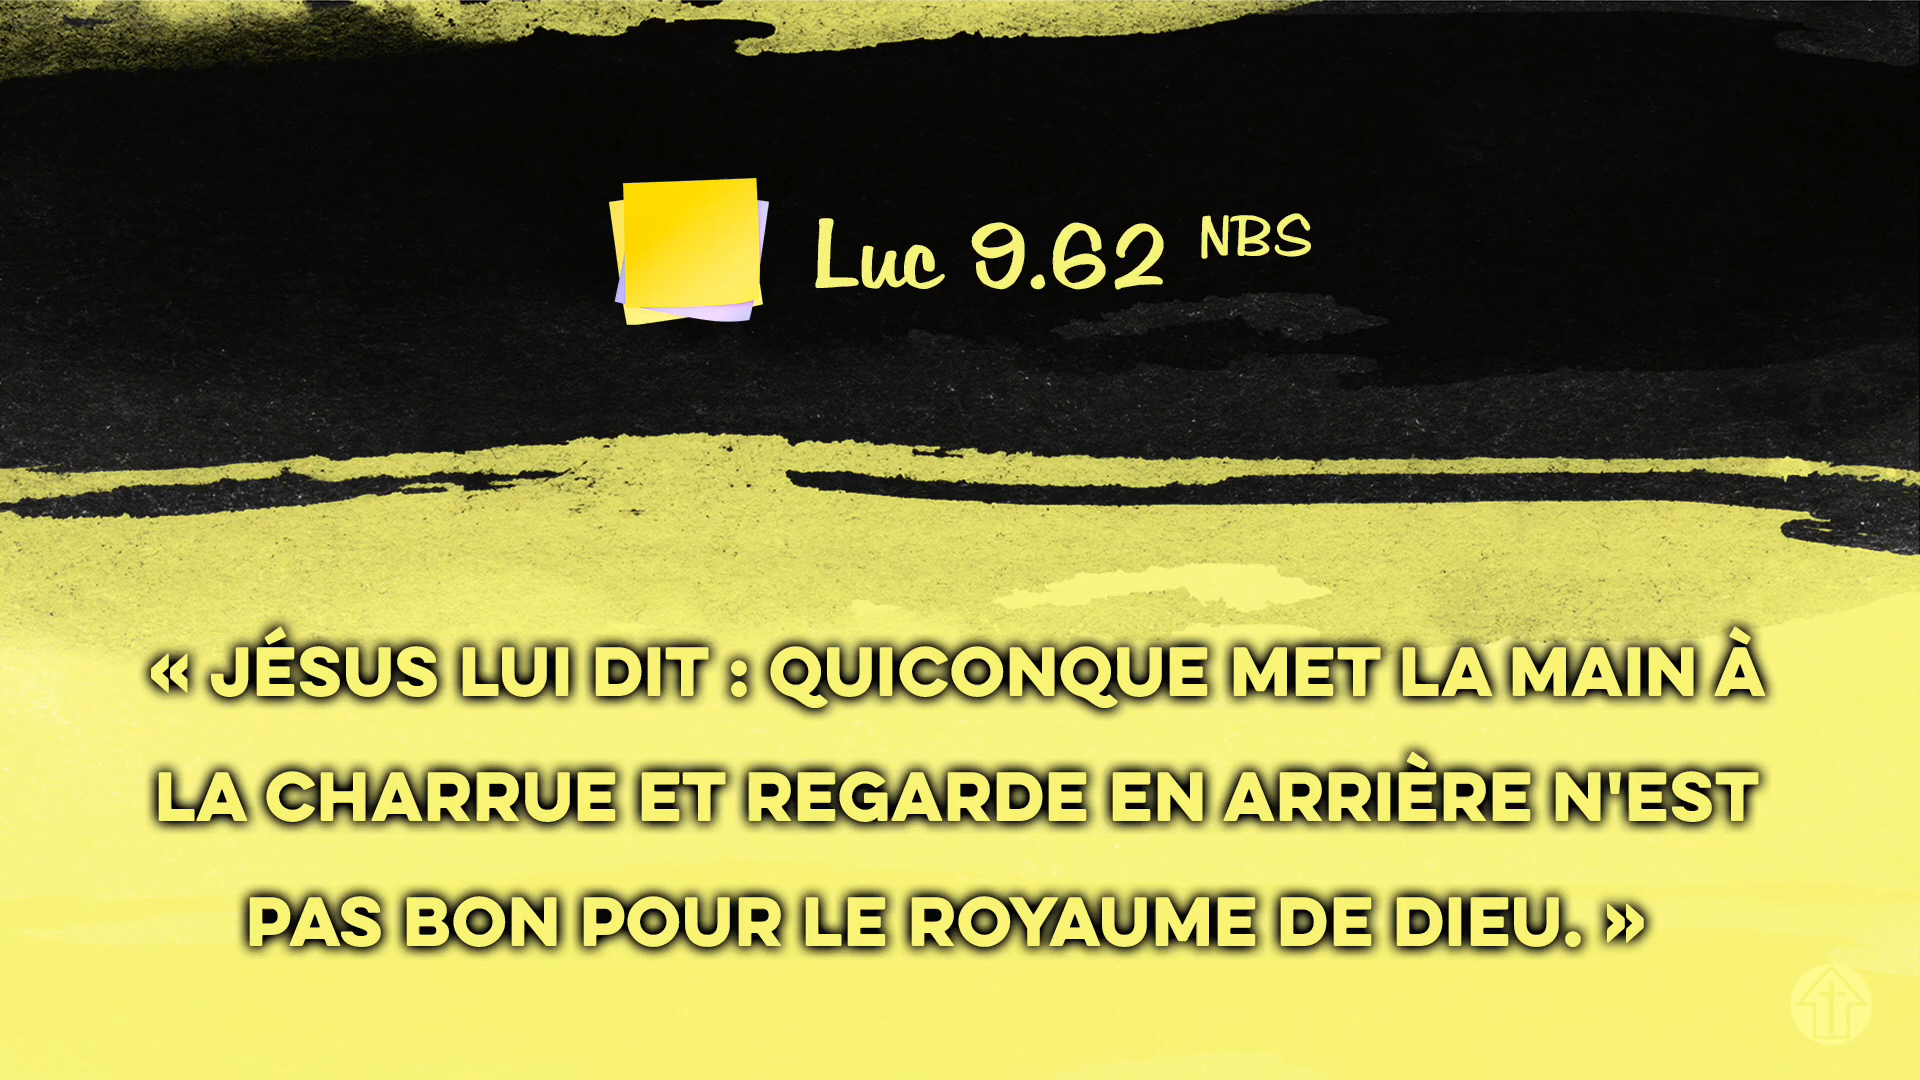 Luc 9.62 NBS
« JÉSUS LUI DIT : QUICONQUE MET LA MAIN À
LA CHARRUE ET REGARDE EN ARRIÈRE N'EST
PAS BON POUR LE ROYAUME DE DIEU. »